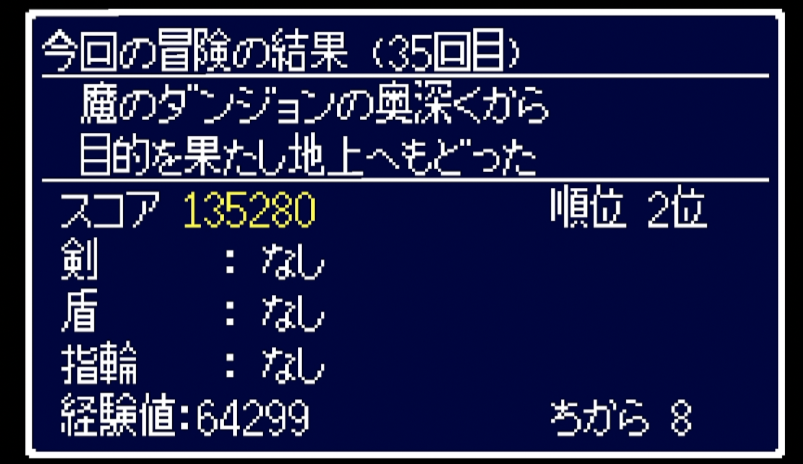 今回の冒険の結果(35回目)
魔のダンジョンの奥深くから
目的を果たし地上へもどった
スコア 135280 順位 2位
剣 : なし
盾 : なし
指輪 : なし
経験値:64299 ちから 8